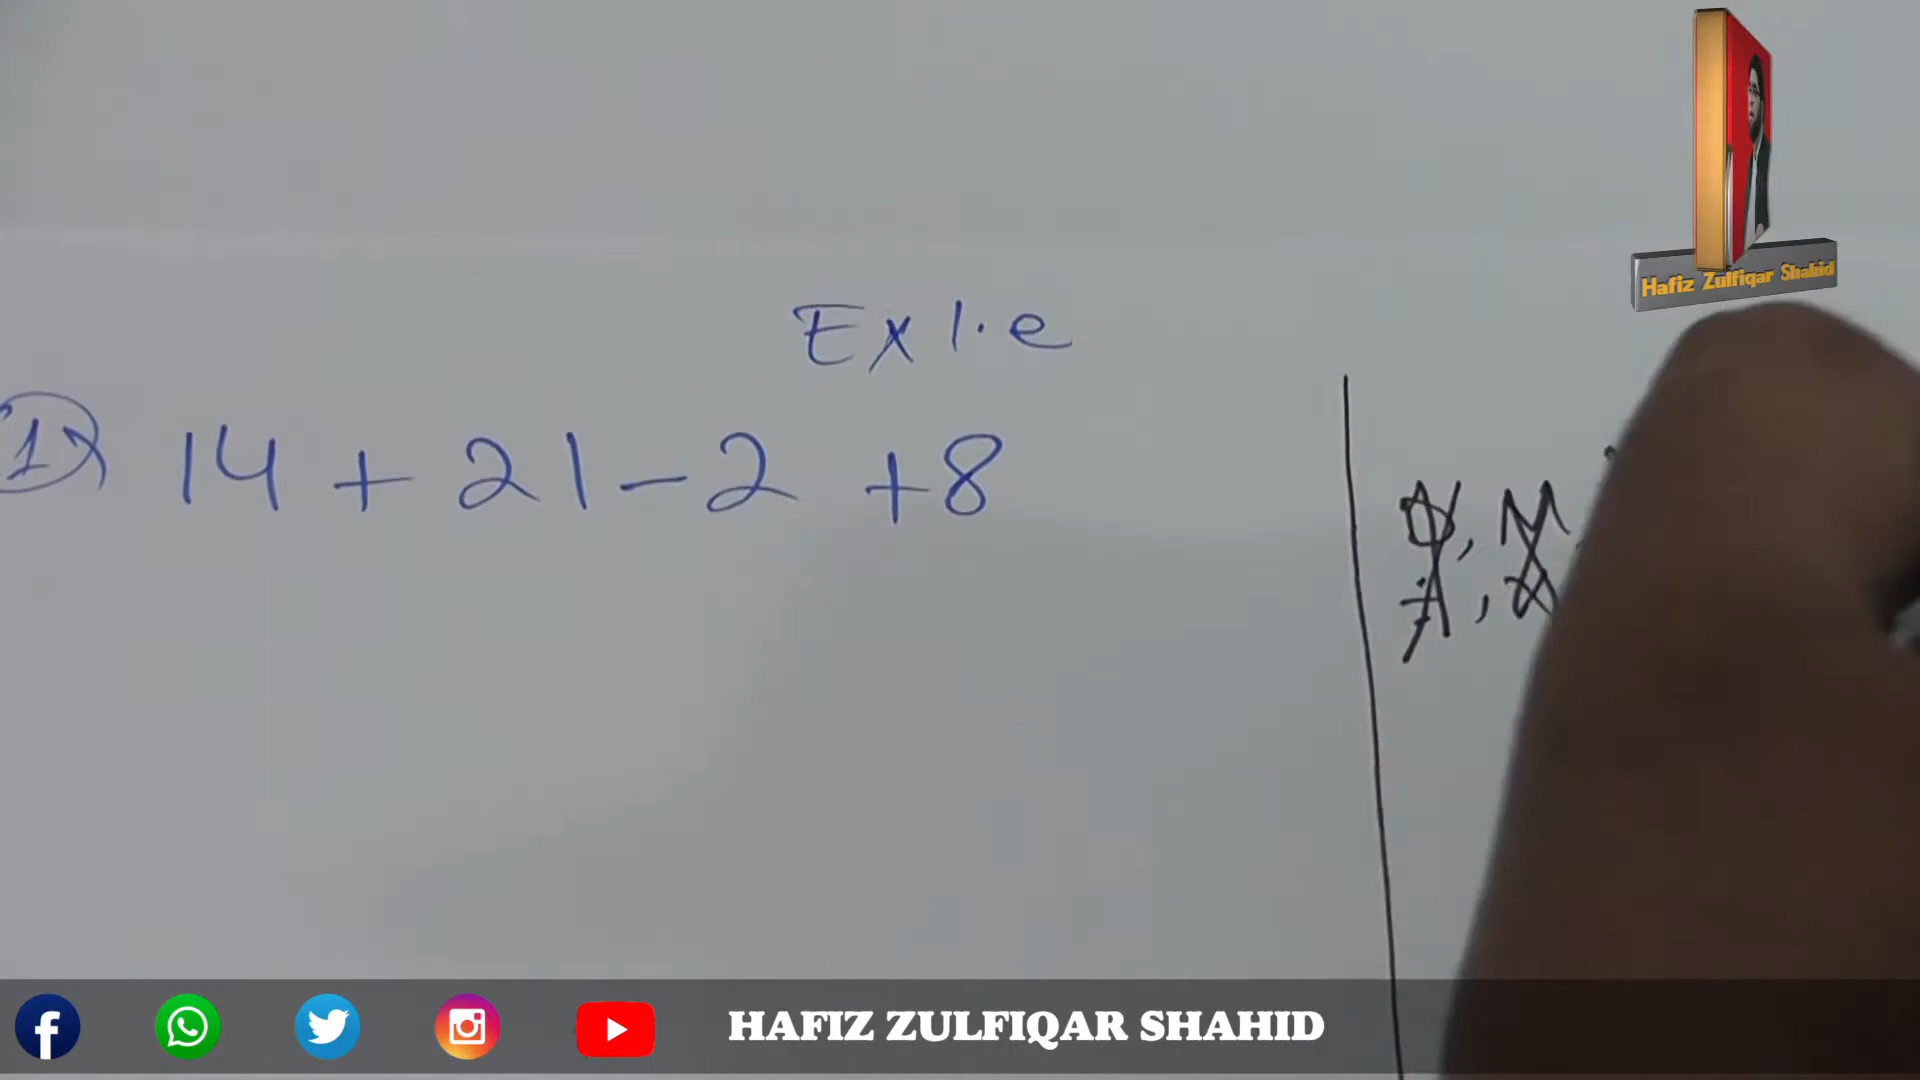 Hafiz Zulfiqar Shahid
Ex 1.e
1) 14 + 21 - 2 + 8
D, M
A,
HAFIZ ZULFIQAR SHAHID